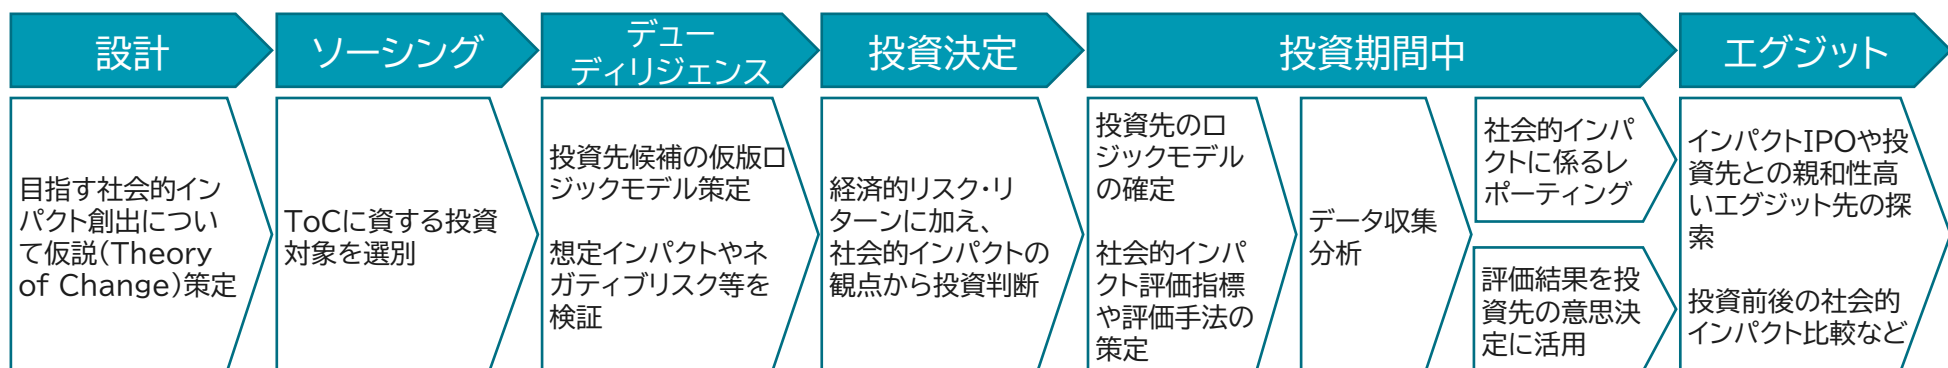 設計
ソーシング
デュー
ディリジェンス
投資決定
投資期間中
エグジット
目指す社会的イン
パクト創出につい
て仮説(Theory
of Change)策定
ToCに資する投資
対象を選別
投資先候補の仮版ロ
ジックモデル策定
想定インパクトやネ
ガティブリスク等を
検証
経済的リスク・リ
ターンに加え、
社会的インパクトの
観点から投資判断
投資先のロ
ジックモデル
の確定
社会的インパ
クト評価指標
や評価手法の
策定
データ収集
分析
社会的インパ
クトに係るレ
ポーティング
評価結果を投
資先の意思決
定に活用
インパクトIPOや投
資先との親和性高
いエグジット先の探
索
投資前後の社会的
インパクト比較など